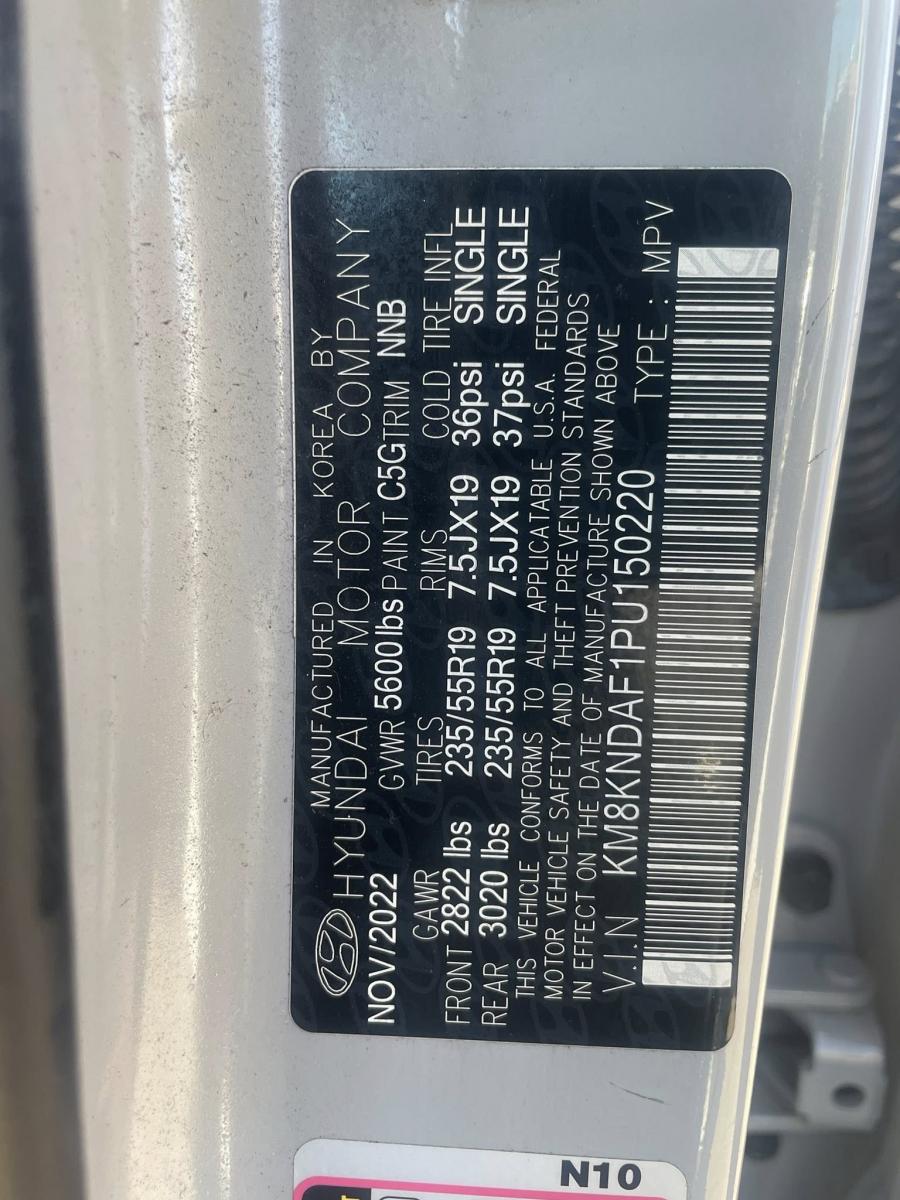 MANUFACTURED IN KOREA BY
HYUNDAI MOTOR COMPANY
NOV/2022 GVWR 5600lbs PAINT C5G TRIM NNB
GAWR TIRES RIMS COLD TIRE INFL
FRONT 2822 lbs 235/55R19 7.5JX19 36psi SINGLE
REAR 3020 lbs 235/55R19 7.5JX19 37psi SINGLE
THIS VEHICLE CONFORMS TO ALL APPLICATABLE U.S.A. FEDERAL
MOTOR VEHICLE SAFETY AND THEFT PREVENTION STANDARDS
IN EFFECT ON THE DATE OF MANUFACTURE SHOWN ABOVE
V.I.N KM8KNDAF1PU150220 TYPE : MPV
N10